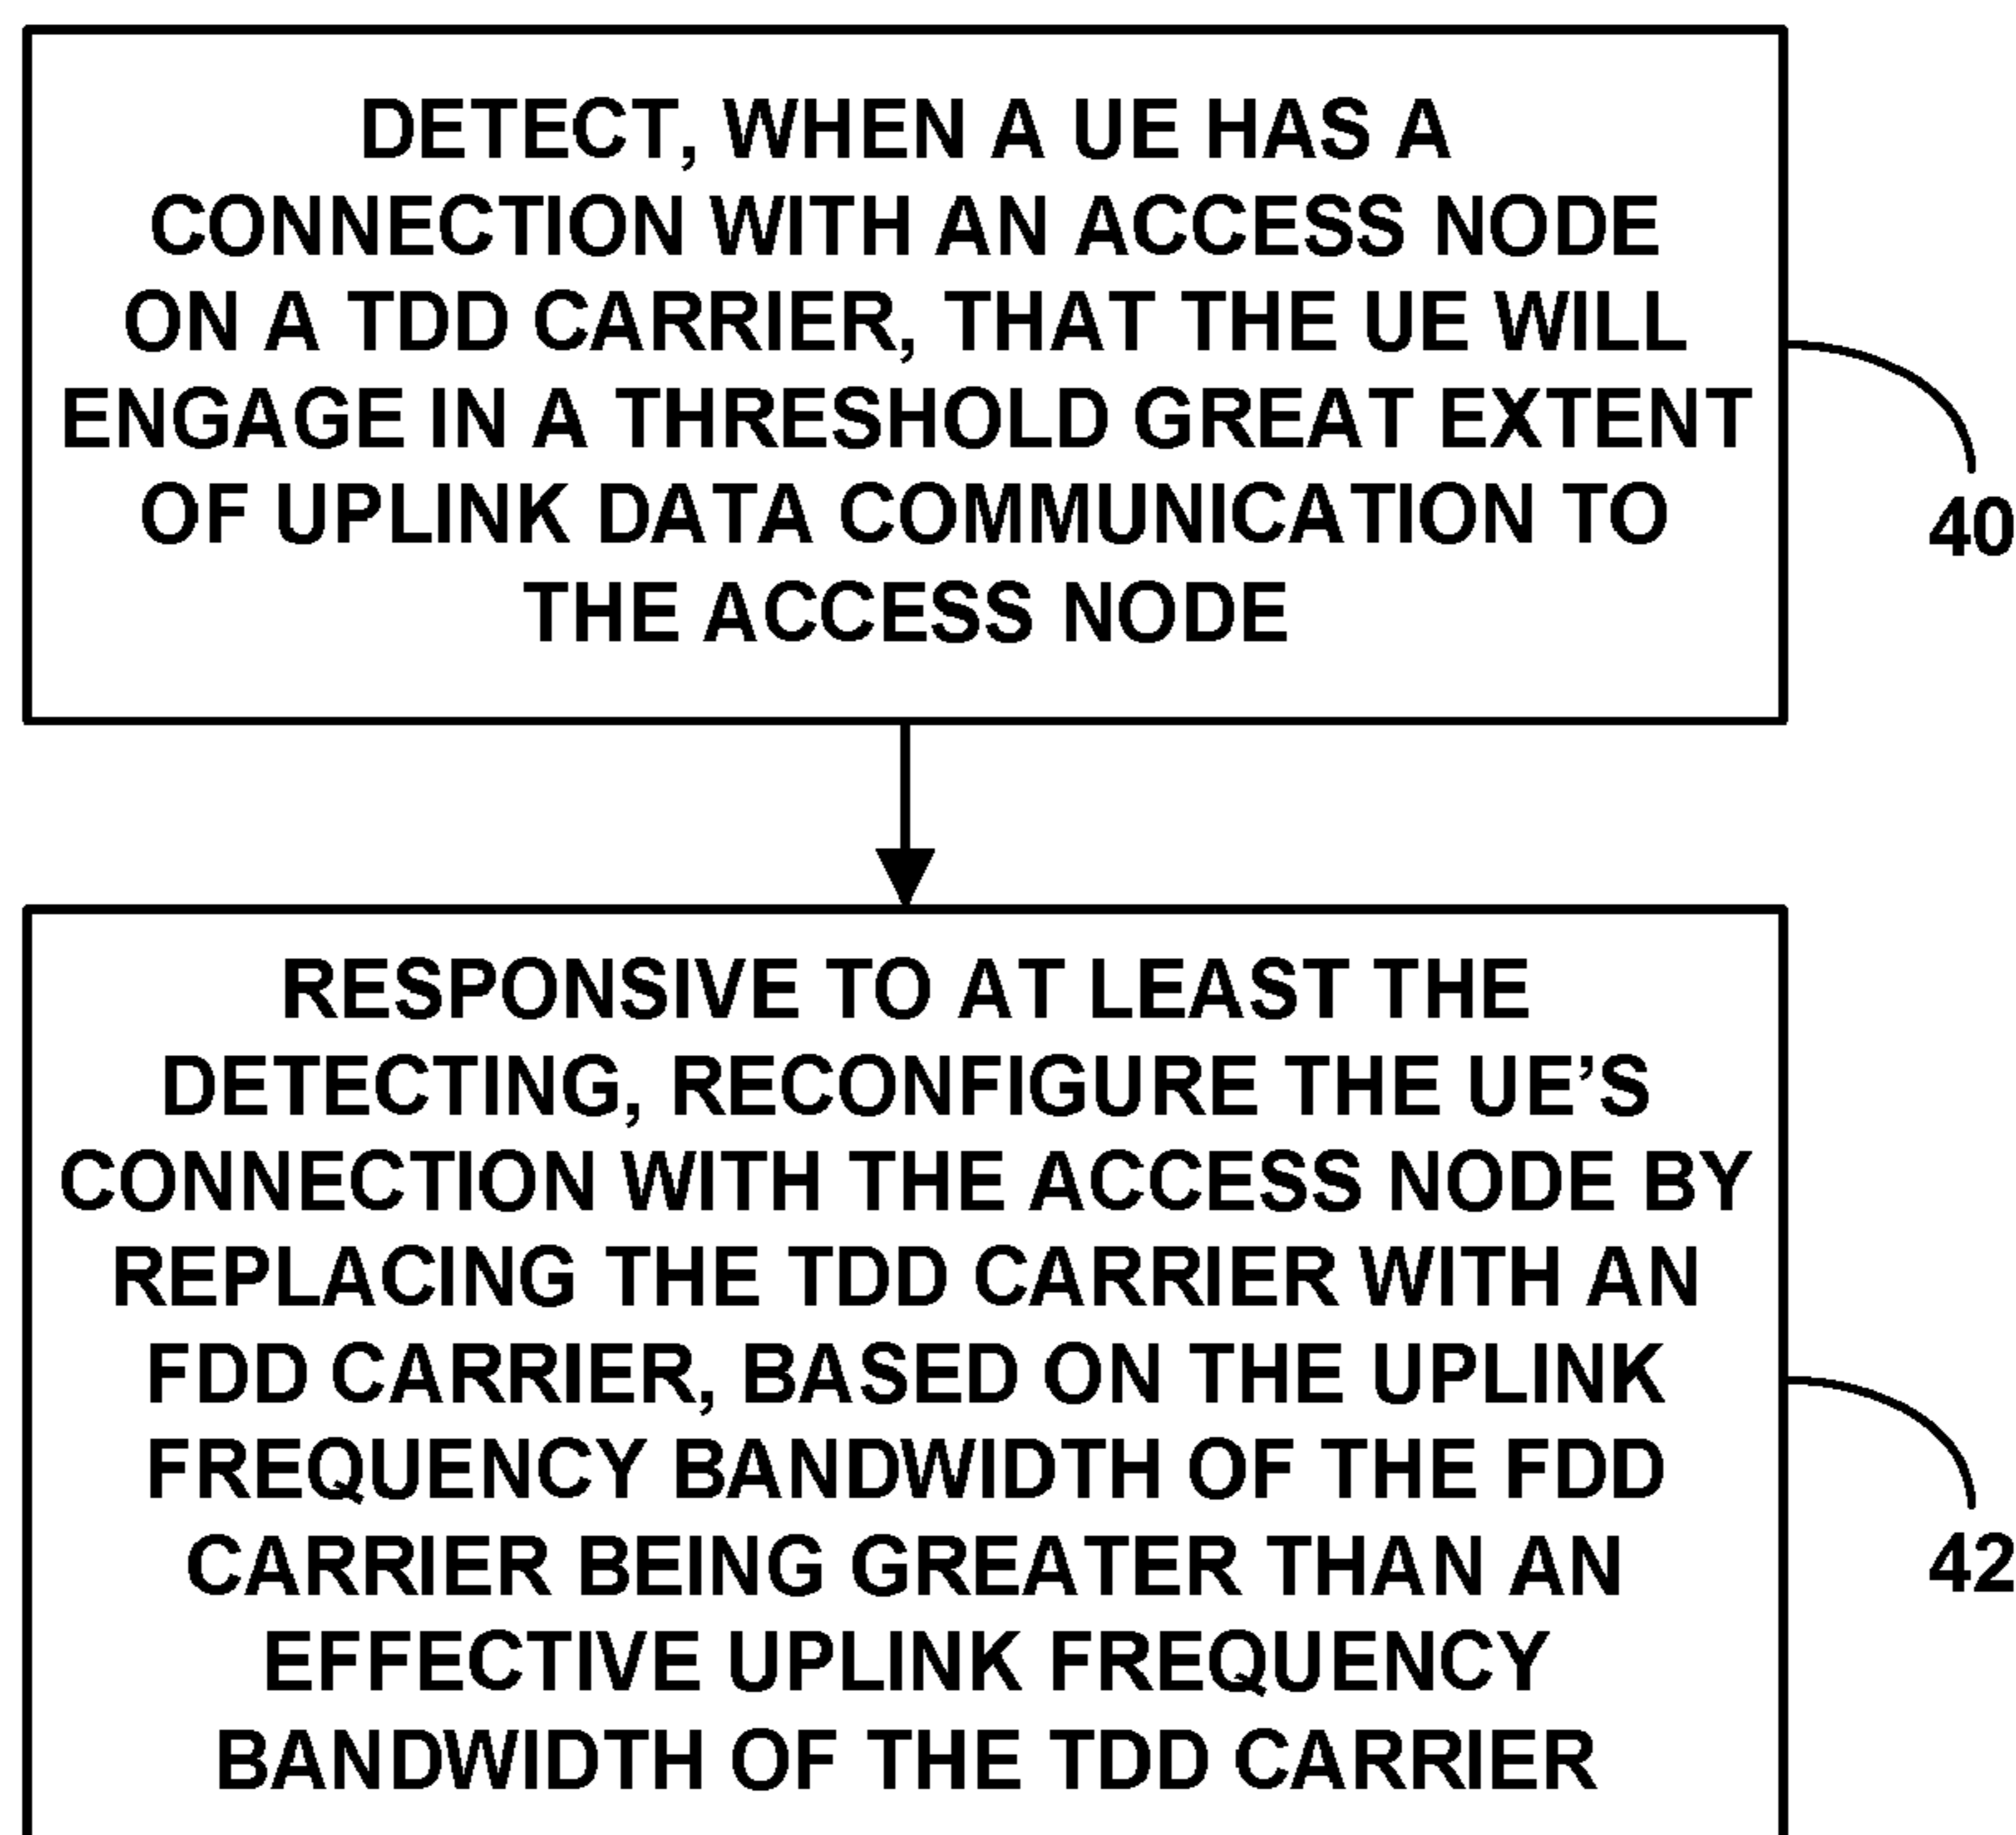 DETECT, WHEN A UE HAS A
CONNECTION WITH AN ACCESS NODE
ON A TDD CARRIER, THAT THE UE WILL
ENGAGE IN A THRESHOLD GREAT EXTENT
OF UPLINK DATA COMMUNICATION TO
THE ACCESS NODE
40
RESPONSIVE TO AT LEAST THE
DETECTING, RECONFIGURE THE UE’S
CONNECTION WITH THE ACCESS NODE BY
REPLACING THE TDD CARRIER WITH AN
FDD CARRIER, BASED ON THE UPLINK
FREQUENCY BANDWIDTH OF THE FDD
CARRIER BEING GREATER THAN AN
EFFECTIVE UPLINK FREQUENCY
BANDWIDTH OF THE TDD CARRIER
42